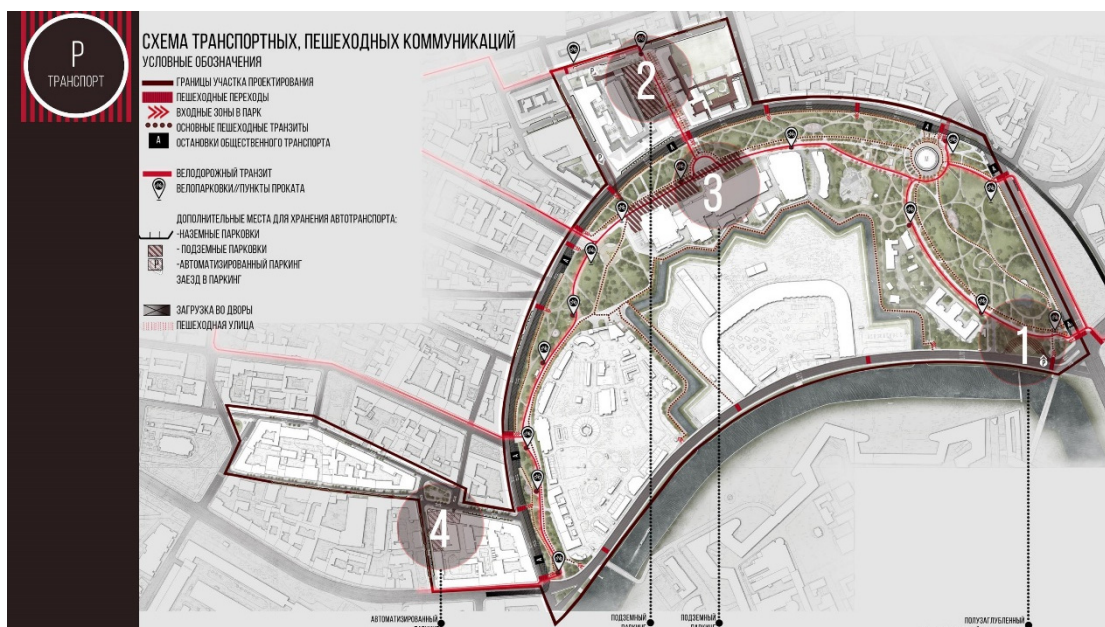 Р
ТРАНСПОРТ
СХЕМА ТРАНСПОРТНЫХ, ПЕШЕХОДНЫХ КОММУНИКАЦИЙ
УСЛОВНЫЕ ОБОЗНАЧЕНИЯ
ГРАНИЦЫ УЧАСТКА ПРОЕКТИРОВАНИЯ
ПЕШЕХОДНЫЕ ПЕРЕХОДЫ
ВХОДНЫЕ ЗОНЫ В ПАРК
ОСНОВНЫЕ ПЕШЕХОДНЫЕ ТРАНЗИТЫ
А
ОСТАНОВКИ ОБЩЕСТВЕННОГО ТРАНСПОРТА
ВЕЛОДОРОЖНЫЙ ТРАНЗИТ
ВЕЛОПАРКОВКИ/ПУНКТЫ ПРОКАТА
ДОПОЛНИТЕЛЬНЫЕ МЕСТА ДЛЯ ХРАНЕНИЯ АВТОТРАНСПОРТА:
-НАЗЕМНЫЕ ПАРКОВКИ
- ПОДЗЕМНЫЕ ПАРКОВКИ
Р
-АВТОМАТИЗИРОВАННЫЙ ПАРКИНГ
ЗАЕЗД В ПАРКИНГ
ЗАГРУЗКА ВО ДВОРЫ
ПЕШЕХОДНАЯ УЛИЦА
2
3
1
4
АВТОМАТИЗИРОВАННЫЙ
ПОДЗЕМНЫЙ
ПОДЗЕМНЫЙ
ПОЛУЗАГЛУБЛЕННЫЙ